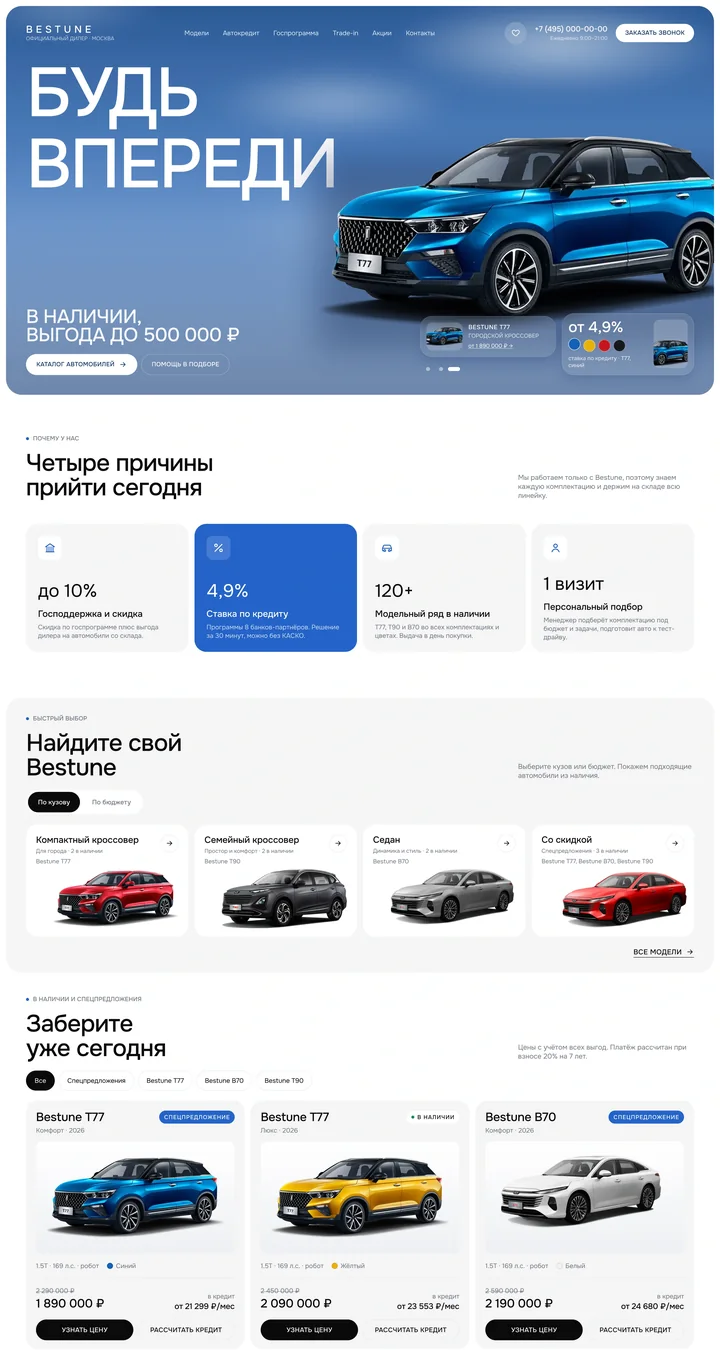 BESTUNE
ОФИЦИАЛЬНЫЙ ДИЛЕР · МОСКВА
Модели Автокредит Госпрограмма Trade-in Акции Контакты
+7 (495) 000-00-00
Ежедневно 9:00–21:00
ЗАКАЗАТЬ ЗВОНОК
БУДЬ
ВПЕРЕДИ
T77
В НАЛИЧИИ,
ВЫГОДА ДО 500 000 ₽
КАТАЛОГ АВТОМОБИЛЕЙ →
ПОМОЩЬ В ПОДБОРЕ
BESTUNE T77
ГОРОДСКОЙ КРОССОВЕР
от 1 890 000 ₽ →
от 4,9%
ставка по кредиту · T77,
синий
ПОЧЕМУ У НАС
Четыре причины
прийти сегодня
Мы работаем только с Bestune, поэтому знаем
каждую комплектацию и держим на складе всю
линейку.
до 10%
Господдержка и скидка
Скидка по госпрограмме плюс выгода
дилера на автомобили со склада.
4,9%
Ставка по кредиту
Программы 8 банков-партнёров. Решение
за 30 минут, можно без КАСКО.
120+
Модельный ряд в наличии
T77, T90 и B70 во всех комплектациях и
цветах. Выдача в день покупки.
1 визит
Персональный подбор
Менеджер подберёт комплектацию под
бюджет и задачи, подготовит авто к тест-
драйву.
БЫСТРЫЙ ВЫБОР
Найдите свой
Bestune
Выберите кузов или бюджет. Покажем подходящие
автомобили из наличия.
По кузову По бюджету
Компактный кроссовер →
Для города · 2 в наличии
Bestune T77
Семейный кроссовер →
Простор и комфорт · 2 в наличии
Bestune T90
Седан →
Динамика и стиль · 2 в наличии
Bestune B70
Со скидкой →
Спецпредложения · 3 в наличии
Bestune T77, Bestune B70, Bestune T90
ВСЕ МОДЕЛИ →
В НАЛИЧИИ И СПЕЦПРЕДЛОЖЕНИЯ
Заберите
уже сегодня
Цены с учётом всех выгод. Платёж рассчитан при
взносе 20% на 7 лет.
Все Спецпредложения Bestune T77 Bestune B70 Bestune T90
Bestune T77
СПЕЦПРЕДЛОЖЕНИЕ
Комфорт · 2026
T77
1.5T · 169 л.с. · робот Синий
2 290 000 ₽
1 890 000 ₽
в кредит
от 21 299 ₽/мес
УЗНАТЬ ЦЕНУ РАССЧИТАТЬ КРЕДИТ
Bestune T77
В НАЛИЧИИ
Люкс · 2026
T77
1.5T · 169 л.с. · робот Жёлтый
2 450 000 ₽
2 090 000 ₽
в кредит
от 23 553 ₽/мес
УЗНАТЬ ЦЕНУ РАССЧИТАТЬ КРЕДИТ
Bestune B70
СПЕЦПРЕДЛОЖЕНИЕ
Комфорт · 2026
1.5T · 169 л.с. · робот Белый
2 590 000 ₽
2 190 000 ₽
в кредит
от 24 680 ₽/мес
УЗНАТЬ ЦЕНУ РАССЧИТАТЬ КРЕДИТ